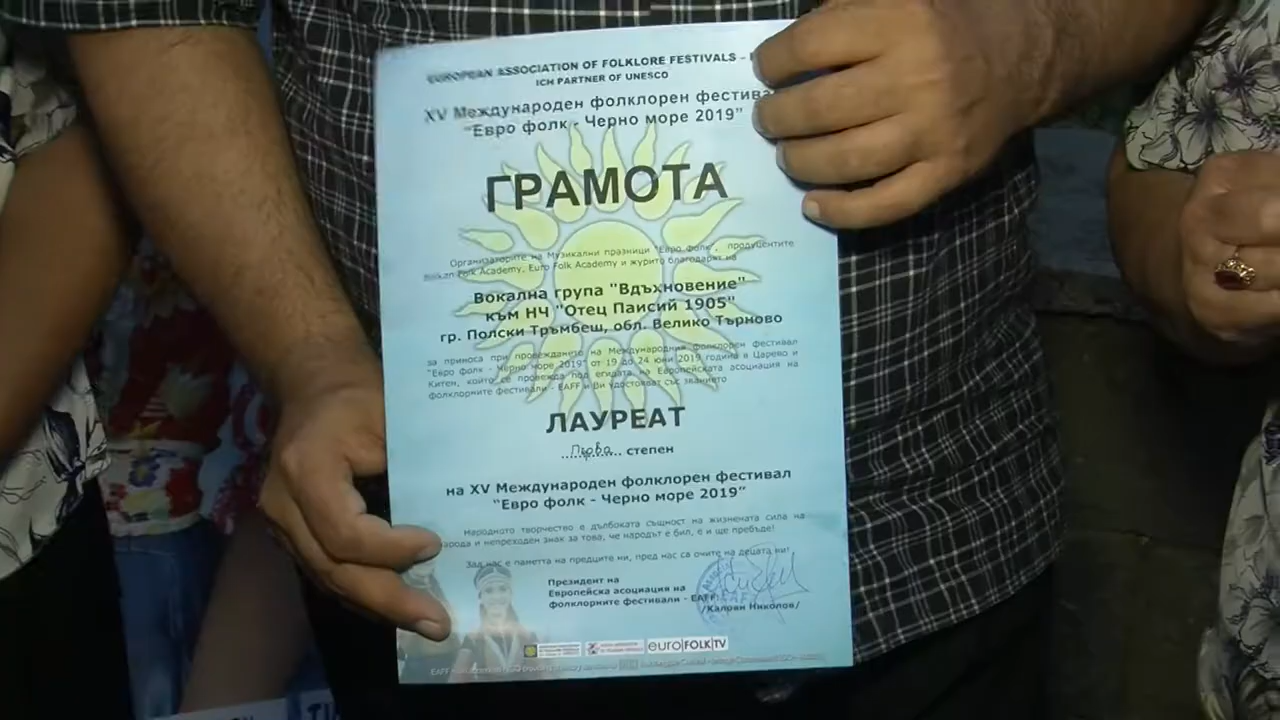 EUROPEAN ASSOCIATION OF FOLKLORE FESTIVALS -
ICH PARTNER OF UNESCO
XV Международен фолклорен фестива
"Евро фолк - Черно море 2019"
ГРАМОТА
Организаторите на Музикални празници "Евро фолк", продуцентите
Balkan Folk Academy, Euro Folk Academy и журито благодарят на
Вокална група "Вдъхновение"
към НЧ "Отец Паисий 1905"
гр. Полски Тръмбеш, обл. Велико Търново
за приноса при провеждането на Международния фолклорен фестивал
"Евро фолк - Черно море 2019" от 19 до 24 юни 2019 година в Царево и
Китен, който се провежда под егидата на Европейската асоциация на
фолклорните фестивали - EAFF и Ви удостояват със званието
ЛАУРЕАТ
Първа степен
на XV Международен фолклорен фестивал
"Евро фолк - Черно море 2019"
Народното творчество е дълбоката същност на жизнената сила на
народа и непреходен знак за това, че народът е бил, е и ще пребъде!
Зад нас е паметта на предците ни, пред нас са очите на децата ни!
Президент на
Европейска асоциация на
фолклорните фестивали - EAFF
/Калоян Николов/
euro|FOLK|TV